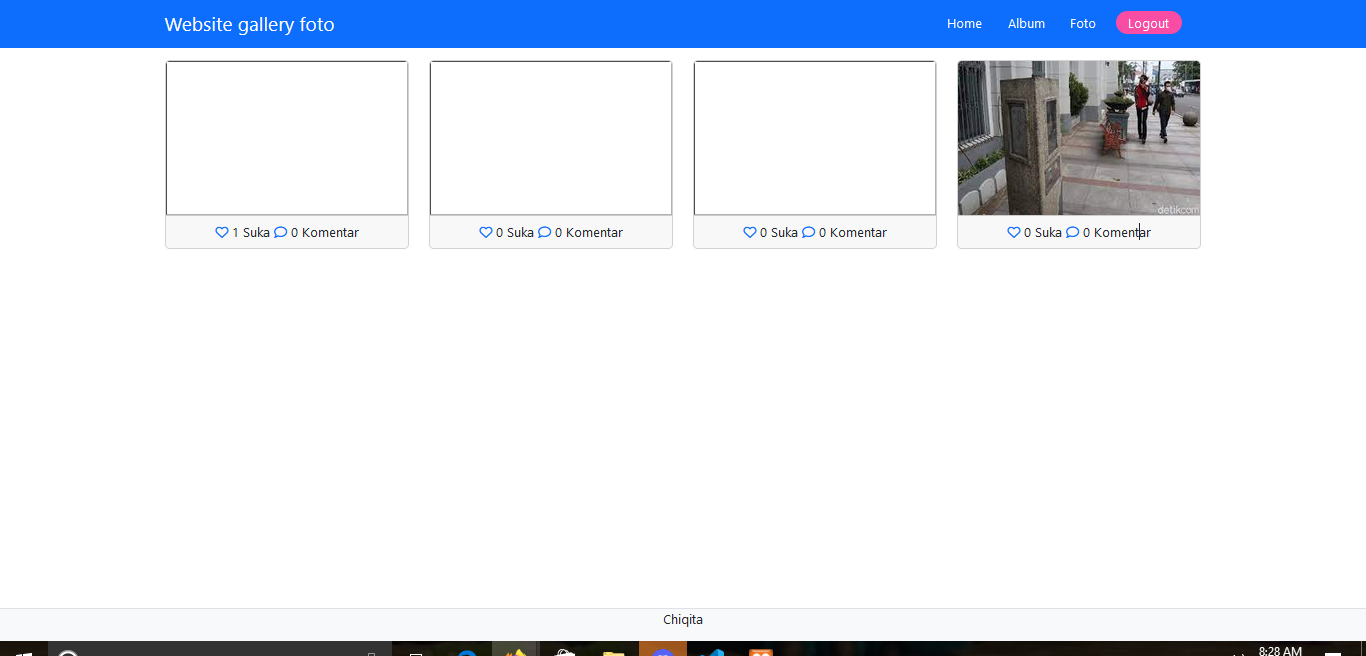 Website gallery foto
Home Album Foto Logout
1 Suka 0 Komentar
0 Suka 0 Komentar
0 Suka 0 Komentar
detikcom
0 Suka 0 Komentar
Chiqita
8:28 AM